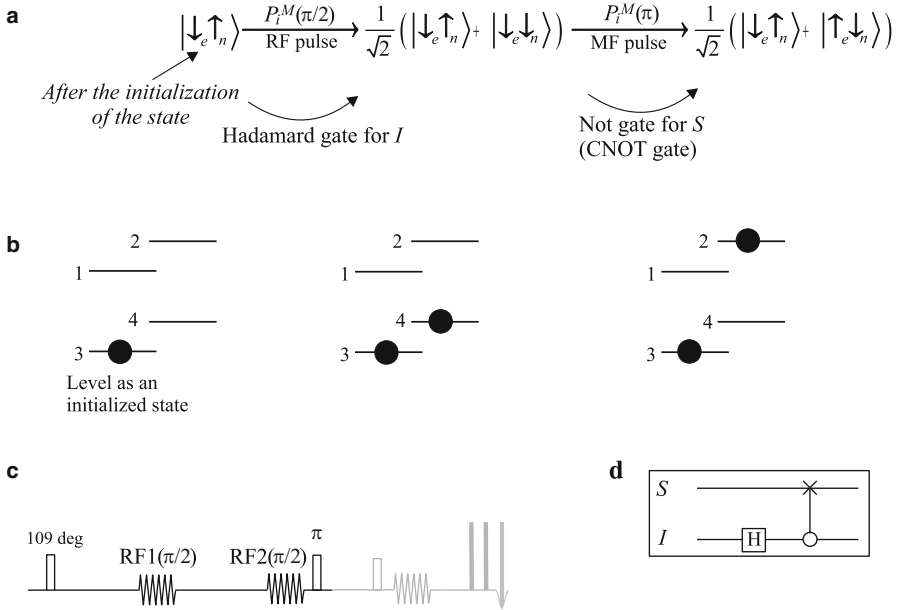 a
|↓e↑n⟩ PiM(π/2) RF pulse 1/√2 (|↓e↑n⟩+ |↓e↓n⟩) PiM(π) MF pulse 1/√2 (|↓e↑n⟩+ |↑e↓n⟩)
After the initialization
of the state
Hadamard gate for I
Not gate for S
(CNOT gate)
b
2 2 2
1 1 1
4 4 4
3 3 3
Level as an
initialized state
c
109 deg RF1(π/2) RF2(π/2) π
d
S
I H